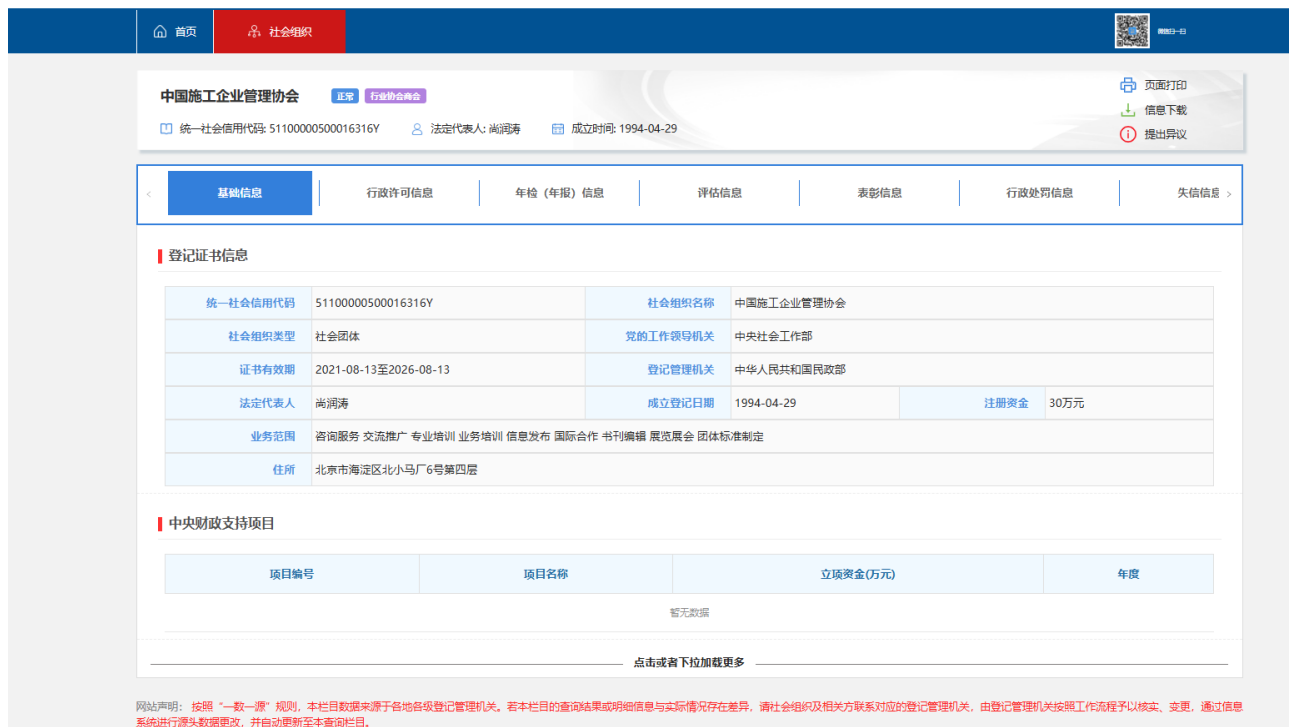 首页 社会组织 微信扫一扫
中国施工企业管理协会 正常 行业协会商会
页面打印
统一社会信用代码: 51100000500016316Y 法定代表人: 尚润涛 成立时间: 1994-04-29
信息下载
提出异议
< 基础信息 行政许可信息 年检（年报）信息 评估信息 表彰信息 行政处罚信息 失信信息 >
登记证书信息
统一社会信用代码 51100000500016316Y 社会组织名称 中国施工企业管理协会
社会组织类型 社会团体 党的工作领导机关 中央社会工作部
证书有效期 2021-08-13至2026-08-13 登记管理机关 中华人民共和国民政部
法定代表人 尚润涛 成立登记日期 1994-04-29 注册资金 30万元
业务范围 咨询服务 交流推广 专业培训 业务培训 信息发布 国际合作 书刊编辑 展览展会 团体标准制定
住所 北京市海淀区北小马厂6号第四层
中央财政支持项目
项目编号 项目名称 立项资金(万元) 年度
暂无数据
点击或者下拉加载更多
网站声明： 按照“一数一源”规则，本栏目数据来源于各地各级登记管理机关。若本栏目的查询结果或明细信息与实际情况存在差异，请社会组织及相关方联系对应的登记管理机关，由登记管理机关按照工作流程予以核实、变更，通过信息
系统进行源头数据更改，并自动更新至本查询栏目。